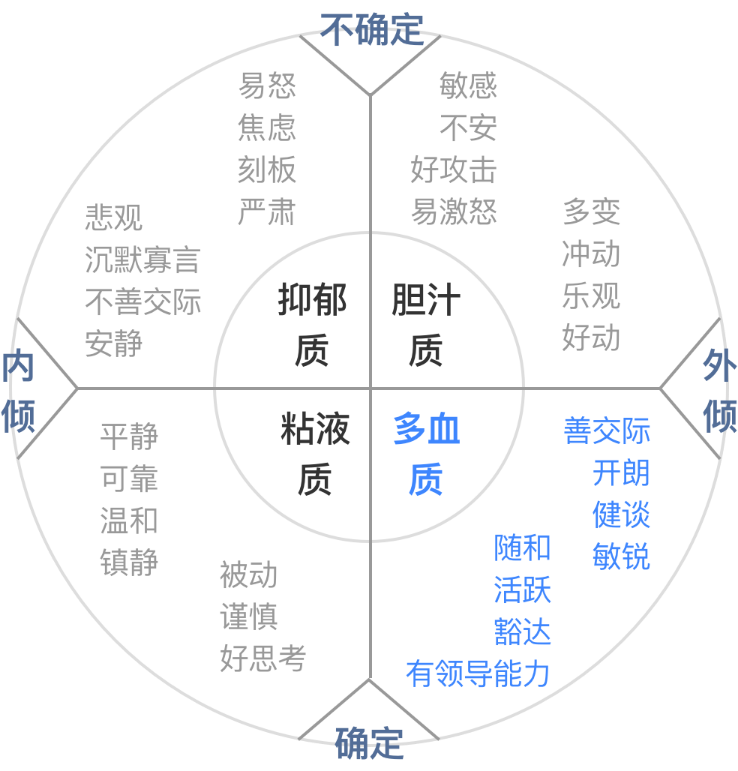 不确定
易怒
焦虑
刻板
严肃
敏感
不安
好攻击
易激怒
悲观
沉默寡言
不善交际
安静
多变
冲动
乐观
好动
抑郁
质
胆汁
质
内
倾
外
倾
粘液
质
多血
质
平静
可靠
温和
镇静
被动
谨慎
好思考
善交际
开朗
健谈
敏锐
随和
活跃
豁达
有领导能力
确定